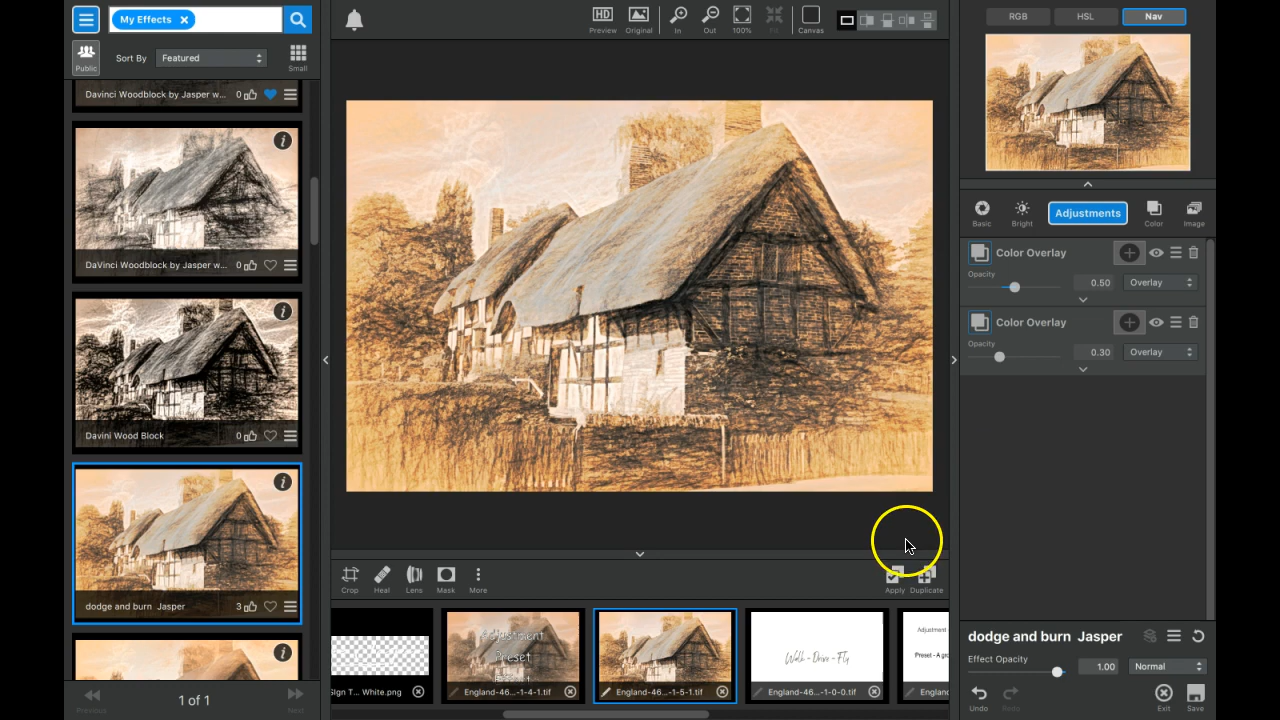 My Effects
Public
Sort By
Featured
Small
Davinci Woodblock by Jasper w...
0
DaVinci Woodblock by Jasper w...
0
Davini Wood Block
0
dodge and burn Jasper
3
Previous
1 of 1
Next
HD
Preview
Original
In
Out
100%
Fit
Canvas
Crop
Heal
Lens
Mask
More
Apply
Duplicate
Sign T... White.png
Adjustment
Preset
England-46...-1-4-1.tif
England-46...-1-5-1.tif
Walk - Drive - Fly
England-46...-1-0-0.tif
Adjustment
Preset - A gro
Englan
RGB
HSL
Nav
Basic
Bright
Adjustments
Color
Image
Color Overlay
Opacity
0.50
Overlay
Color Overlay
Opacity
0.30
Overlay
dodge and burn Jasper
Effect Opacity
1.00
Normal
Undo
Redo
Exit
Save